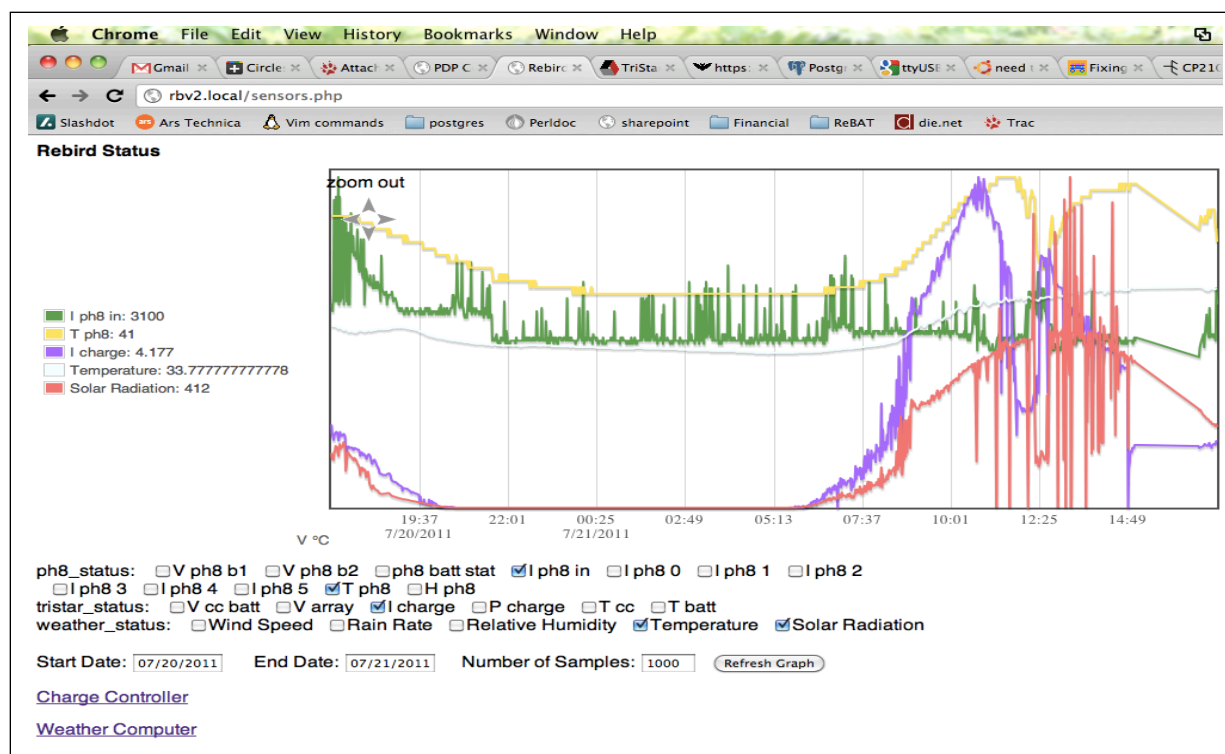 Chrome File Edit View History Bookmarks Window Help
Gmail Circle Attach PDP C Rebirc TriSta https: Postgr ttyUSE need t Fixing CP21
rbv2.local/sensors.php
Slashdot Ars Technica Vim commands postgres Perldoc sharepoint Financial ReBAT die.net Trac
Rebird Status
zoom out
I ph8 in: 3100
T ph8: 41
I charge: 4.177
Temperature: 33.777777777778
Solar Radiation: 412
19:37 22:01 00:25 02:49 05:13 07:37 10:01 12:25 14:49
7/20/2011 7/21/2011
V °C
ph8_status: V ph8 b1 V ph8 b2 ph8 batt stat I ph8 in I ph8 0 I ph8 1 I ph8 2
I ph8 3 I ph8 4 I ph8 5 T ph8 H ph8
tristar_status: V cc batt V array I charge P charge T cc T batt
weather_status: Wind Speed Rain Rate Relative Humidity Temperature Solar Radiation
Start Date: 07/20/2011 End Date: 07/21/2011 Number of Samples: 1000 Refresh Graph
Charge Controller
Weather Computer